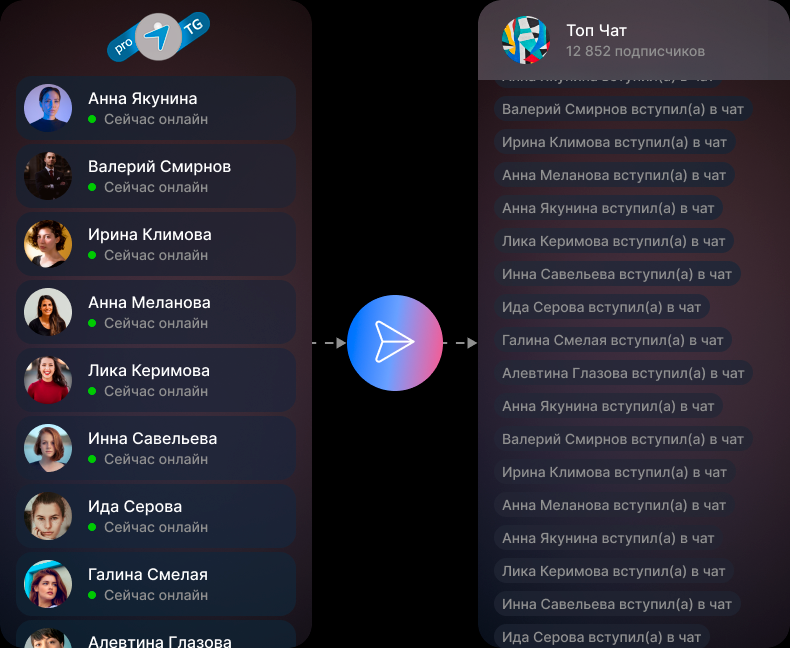 pro TG
Анна Якунина
Сейчас онлайн
Валерий Смирнов
Сейчас онлайн
Ирина Климова
Сейчас онлайн
Анна Меланова
Сейчас онлайн
Лика Керимова
Сейчас онлайн
Инна Савельева
Сейчас онлайн
Ида Серова
Сейчас онлайн
Галина Смелая
Сейчас онлайн
Алевтина Глазова
Топ Чат
12 852 подписчиков
Анна Якунина вступил(а) в чат
Валерий Смирнов вступил(а) в чат
Ирина Климова вступил(а) в чат
Анна Меланова вступил(а) в чат
Анна Якунина вступил(а) в чат
Лика Керимова вступил(а) в чат
Инна Савельева вступил(а) в чат
Ида Серова вступил(а) в чат
Галина Смелая вступил(а) в чат
Алевтина Глазова вступил(а) в чат
Анна Якунина вступил(а) в чат
Валерий Смирнов вступил(а) в чат
Ирина Климова вступил(а) в чат
Анна Меланова вступил(а) в чат
Анна Якунина вступил(а) в чат
Лика Керимова вступил(а) в чат
Инна Савельева вступил(а) в чат
Ида Серова вступил(а) в чат